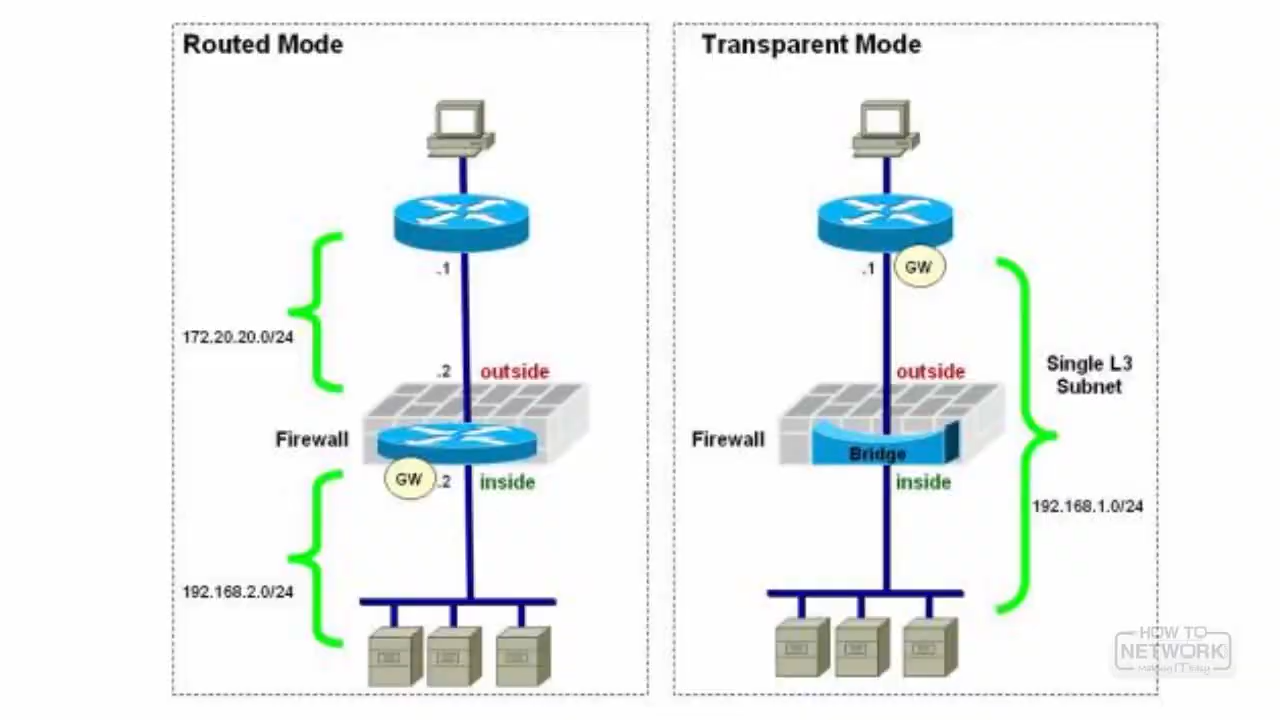 Routed Mode
.1
172.20.20.0/24
.2
outside
Firewall
GW
.2
inside
192.168.2.0/24
Transparent Mode
.1
GW
outside
Single L3
Subnet
Firewall
Bridge
inside
192.168.1.0/24
HOW TO
NETWORK